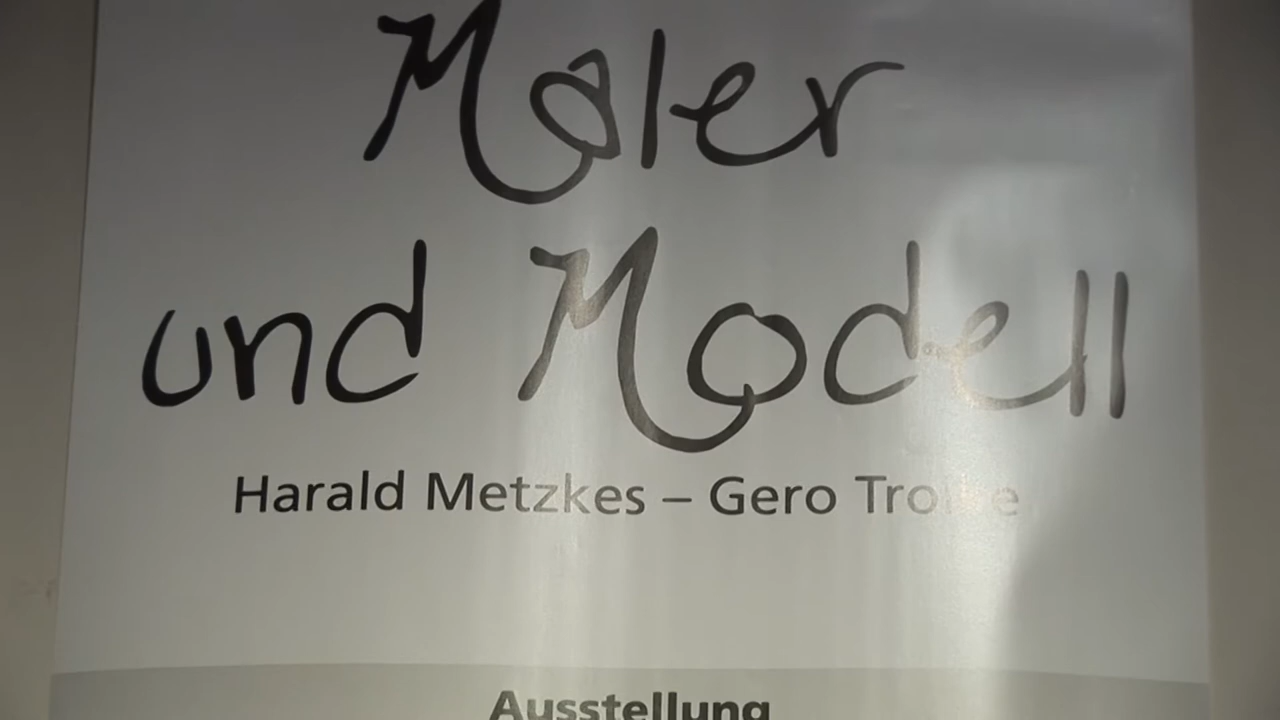 Maler
und Modell
Harald Metzkes – Gero
Ausstellung